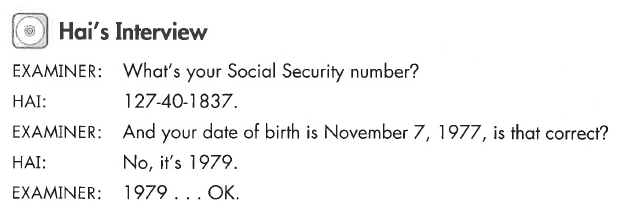 Hai's Interview
EXAMINER: What's your Social Security number?
HAI: 127-40-1837.
EXAMINER: And your date of birth is November 7, 1977, is that correct?
HAI: No, it's 1979.
EXAMINER: 1979 . . . OK.